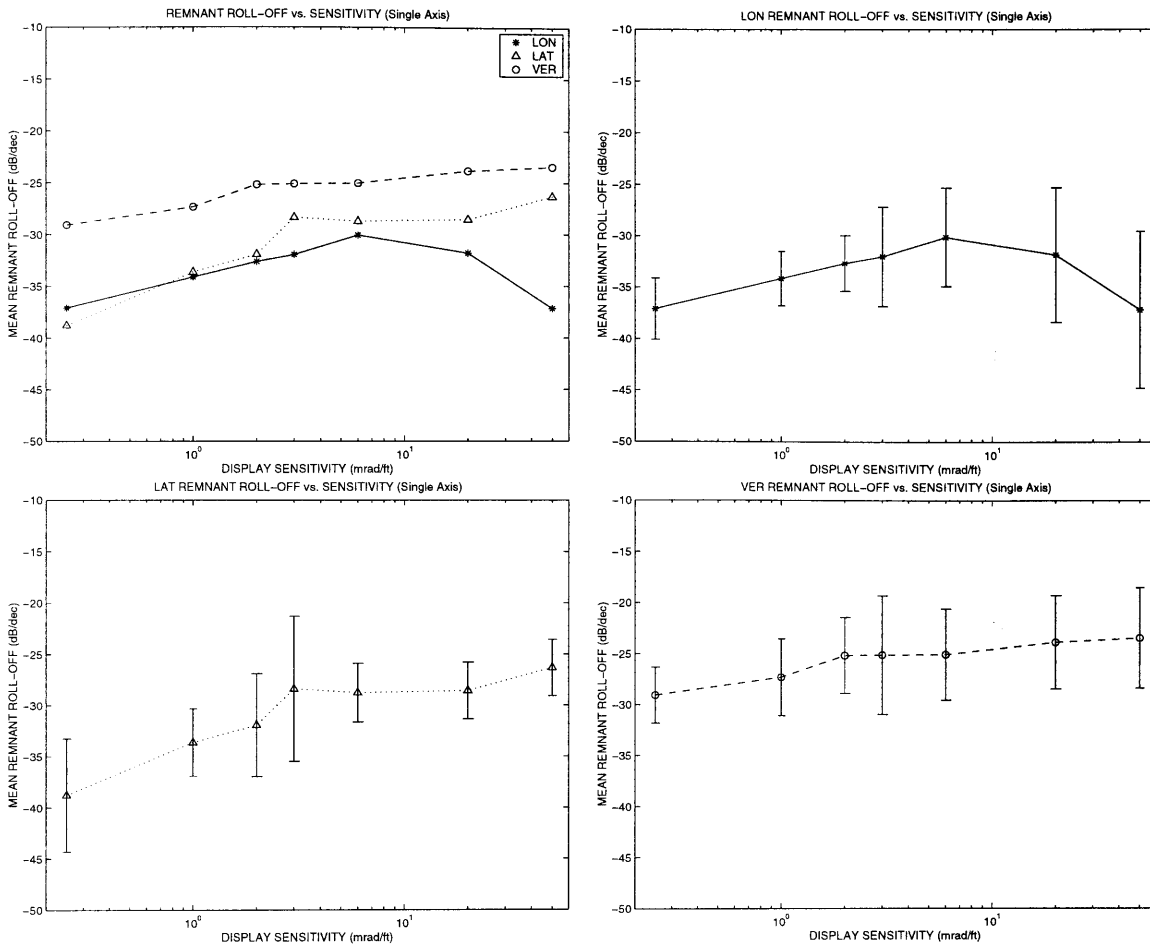 REMNANT ROLL-OFF vs. SENSITIVITY (Single Axis)
-10
-15
-20
-25
-30
-35
-40
-45
-50
MEAN REMNANT ROLL-OFF (dB/dec)
LON
LAT
VER
10^0
10^1
DISPLAY SENSITIVITY (mrad/ft)
LON REMNANT ROLL-OFF vs. SENSITIVITY (Single Axis)
-10
-15
-20
-25
-30
-35
-40
-45
-50
MEAN REMNANT ROLL-OFF (dB/dec)
10^0
10^1
DISPLAY SENSITIVITY (mrad/ft)
LAT REMNANT ROLL-OFF vs. SENSITIVITY (Single Axis)
-10
-15
-20
-25
-30
-35
-40
-45
-50
MEAN REMNANT ROLL-OFF (dB/dec)
10^0
10^1
DISPLAY SENSITIVITY (mrad/ft)
VER REMNANT ROLL-OFF vs. SENSITIVITY (Single Axis)
-10
-15
-20
-25
-30
-35
-40
-45
-50
MEAN REMNANT ROLL-OFF (dB/dec)
10^0
10^1
DISPLAY SENSITIVITY (mrad/ft)